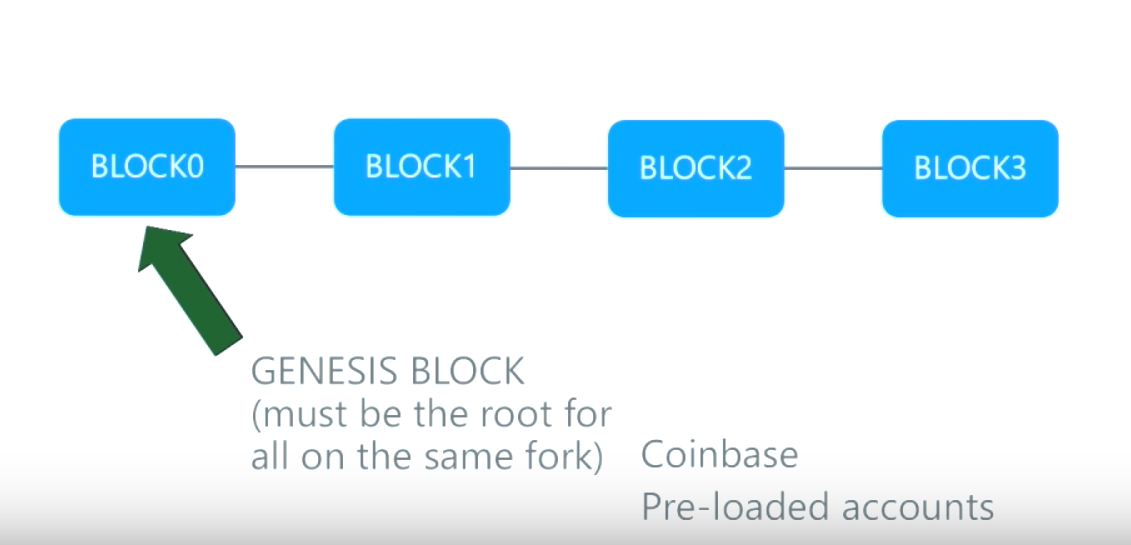 BLOCK0
BLOCK1
BLOCK2
BLOCK3
GENESIS BLOCK
(must be the root for
all on the same fork)
Coinbase
Pre-loaded accounts